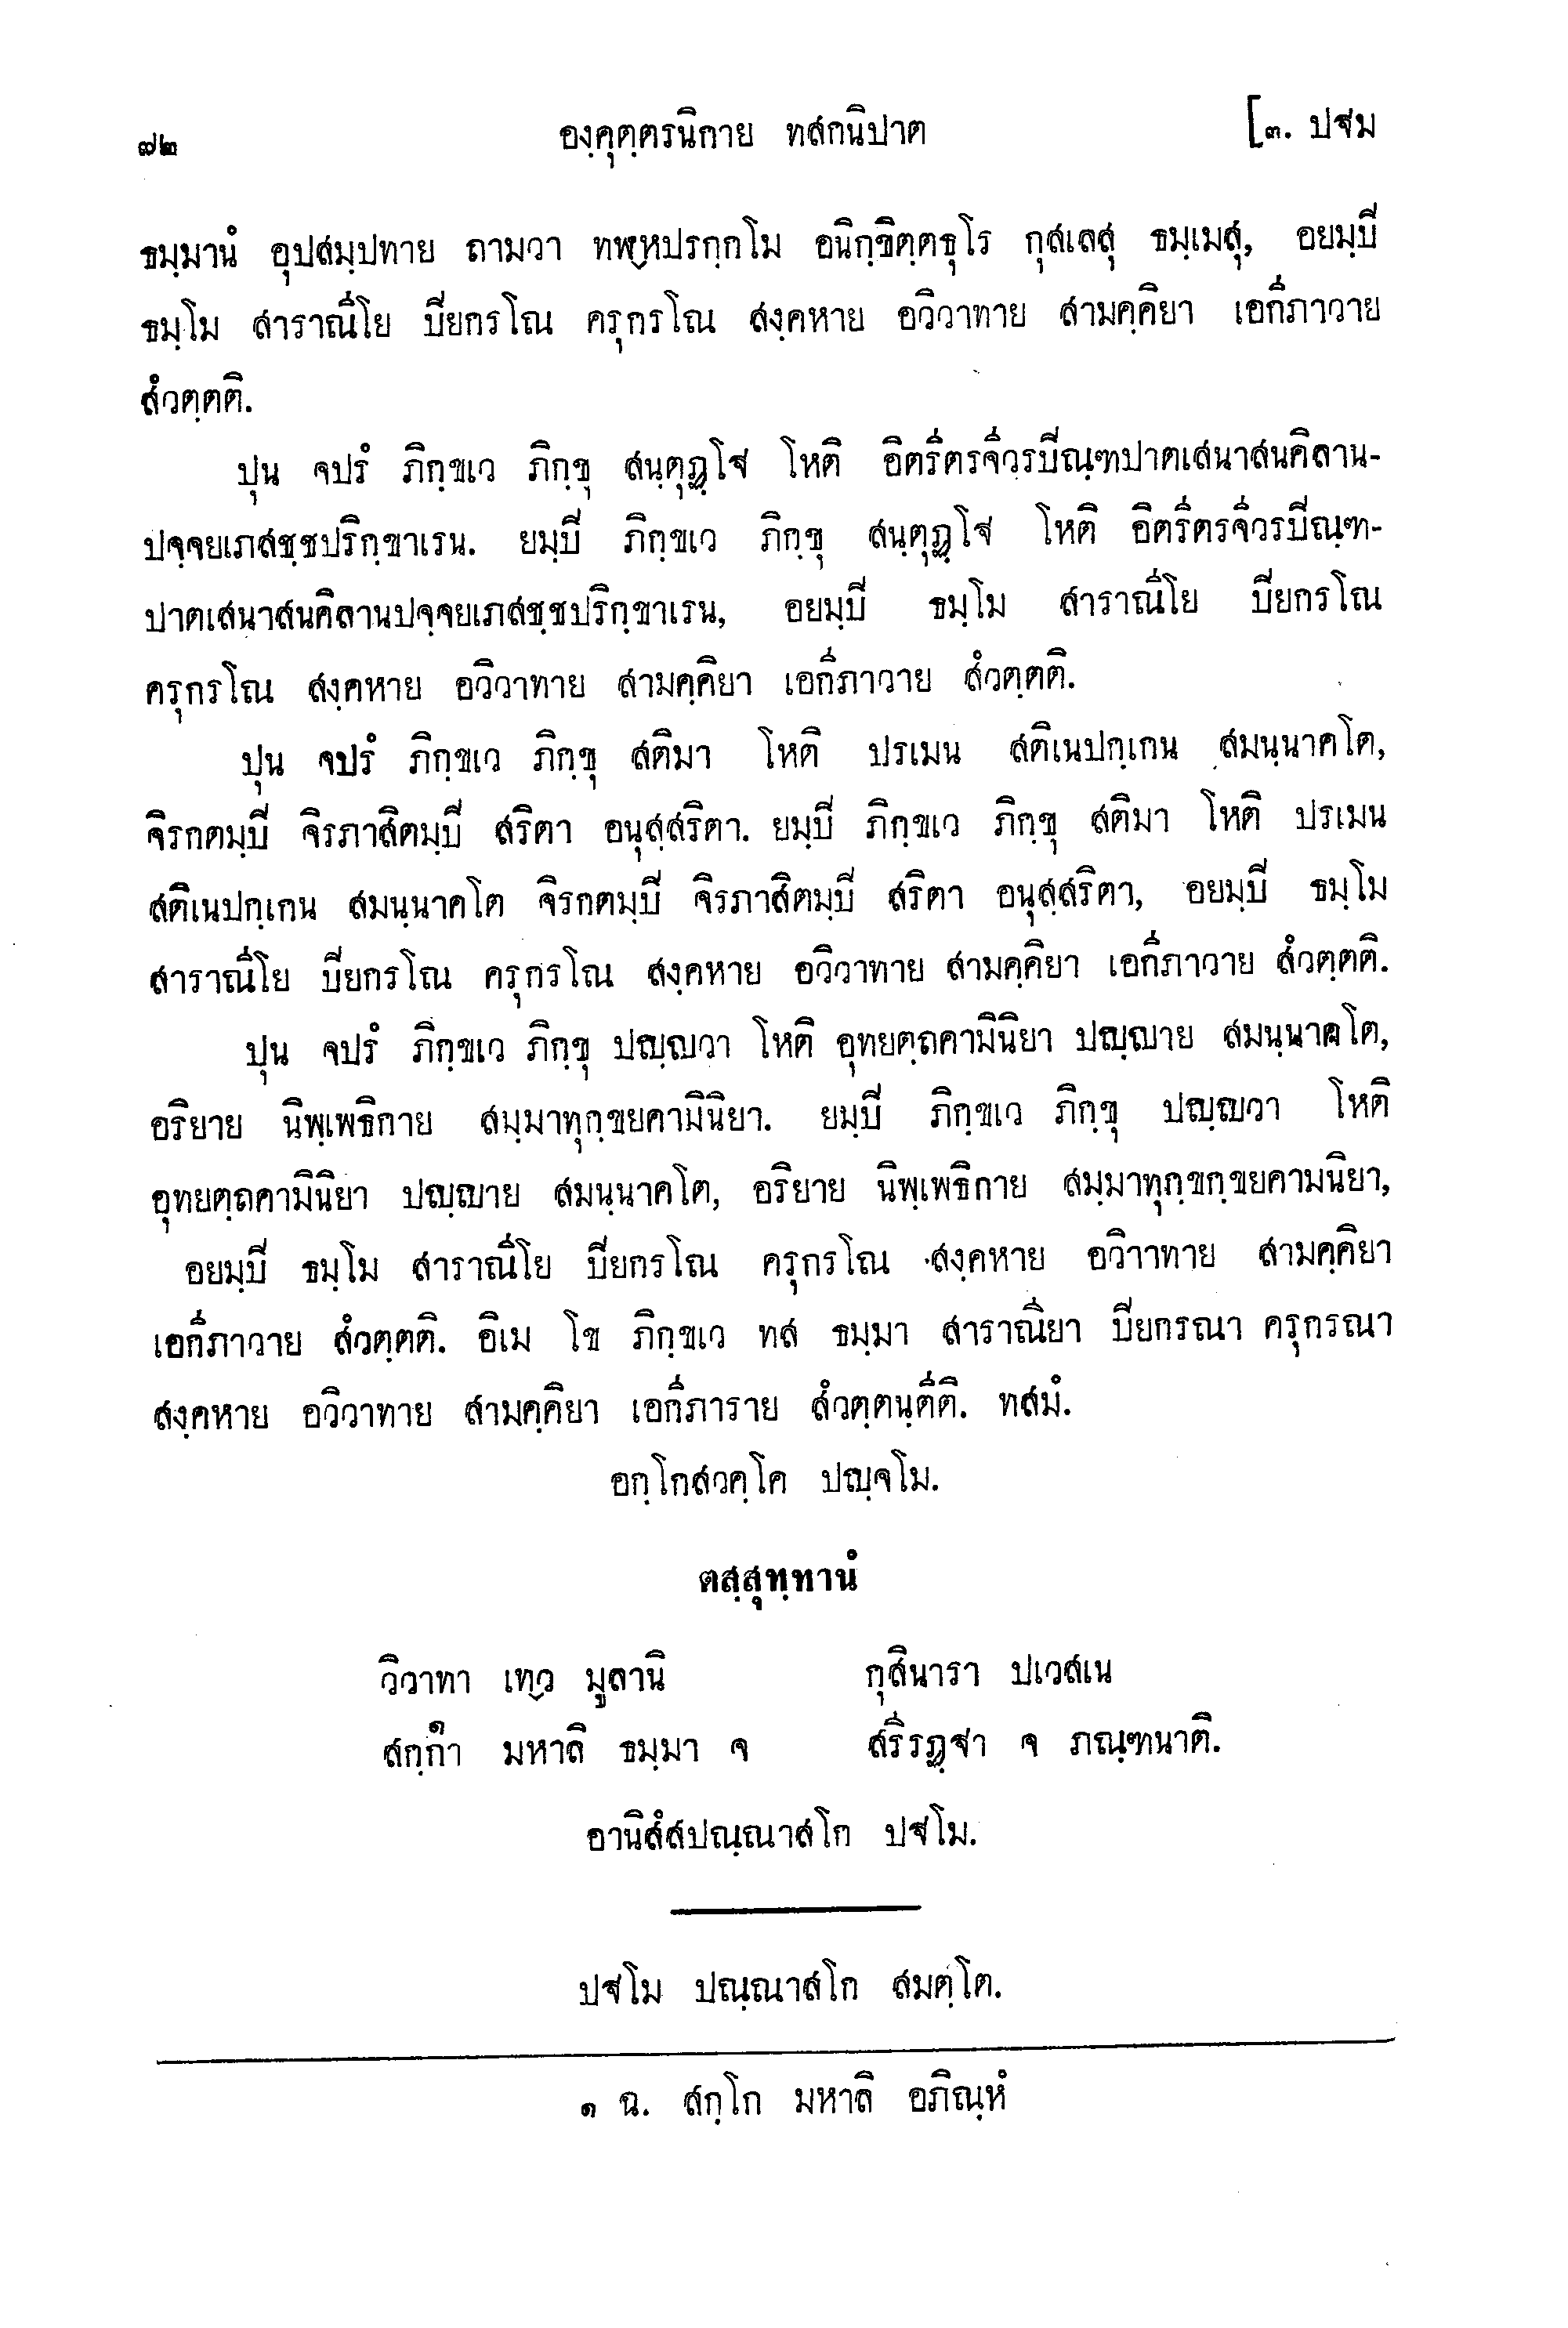 ๗๒ องฺคุตฺตรนิกาย ทสกนิปาต [๓. ปฐม
ธมฺมานํ อุปสมฺปทาย ถามวา ทฬฺหปรกฺกโม อนิกฺขิตฺตธุโร กุสเลสุ ธมฺเมสุ, อยมฺปี
ธมฺโม สาราณีโย ปียกรโณ ครุกรโณ สงฺคหาย อวิวาทาย สามคฺคิยา เอกีภาวาย
สํวตฺตติ.
ปุน จปรํ ภิกฺขเว ภิกฺขุ สนฺตุฏฺโฐ โหติ อิตรีตรจีวรปีณฺฑปาตเสนาสนคิลาน-
ปจฺจยเภสชฺชปริกฺขาเรน. ยมฺปี ภิกฺขเว ภิกฺขุ สนฺตุฏฺโฐ โหติ อิตรีตรจีวรปีณฺฑ-
ปาตเสนาสนคิลานปจฺจยเภสชฺชปริกฺขาเรน, อยมฺปี ธมฺโม สาราณีโย ปียกรโณ
ครุกรโณ สงฺคหาย อวิวาทาย สามคฺคิยา เอกีภาวาย สํวตฺตติ.
ปุน จปรํ ภิกฺขเว ภิกฺขุ สติมา โหติ ปรเมน สติเนปกฺเกน สมนฺนาคโต,
จิรกตมฺปี จิรภาสิตมฺปี สริตา อนุสฺสริตา. ยมฺปี ภิกฺขเว ภิกฺขุ สติมา โหติ ปรเมน
สติเนปกฺเกน สมนฺนาคโต จิรกตมฺปี จิรภาสิตมฺปี สริตา อนุสฺสริตา, อยมฺปี ธมฺโม
สาราณีโย ปียกรโณ ครุกรโณ สงฺคหาย อวิวาทาย สามคฺคิยา เอกีภาวาย สํวตฺตติ.
ปุน จปรํ ภิกฺขเว ภิกฺขุ ปญฺญวา โหติ อุทยตฺถคามินิยา ปญฺญาย สมนฺนาคโต,
อริยาย นิพฺเพธิกาย สมฺมาทุกฺขยคามินิยา. ยมฺปี ภิกฺขเว ภิกฺขุ ปญฺญวา โหติ
อุทยตฺถคามินิยา ปญฺญาย สมนฺนาคโต, อริยาย นิพฺเพธิกาย สมฺมาทุกฺขกฺขยคามนิยา,
อยมฺปี ธมฺโม สาราณีโย ปียกรโณ ครุกรโณ สงฺคหาย อวิาาทาย สามคฺคิยา
เอกีภาวาย สํวตฺตติ. อิเม โข ภิกฺขเว ทส ธมฺมา สาราณิยา ปียกรณา ครุกรณา
สงฺคหาย อวิวาทาย สามคฺคิยา เอกีภาราย สํวตฺตนฺตีติ. ทสมํ.
อกฺโกสวคฺโค ปญฺจโม.
ตสฺสุทฺทานํ
วิวาทา เทฺว มูลานิ กุสินารา ปเวสเน
สกฺกํา๑ มหาลิ ธมฺมา จ สรีรฏฺฐา จ ภณฺฑนาติ.
อานิสํสปณฺณาสโก ปฐโม.
ปฐโม ปณฺณาสโก สมตฺโต.
๑ ฉ. สกฺโก มหาลิ อภิณฺหํ